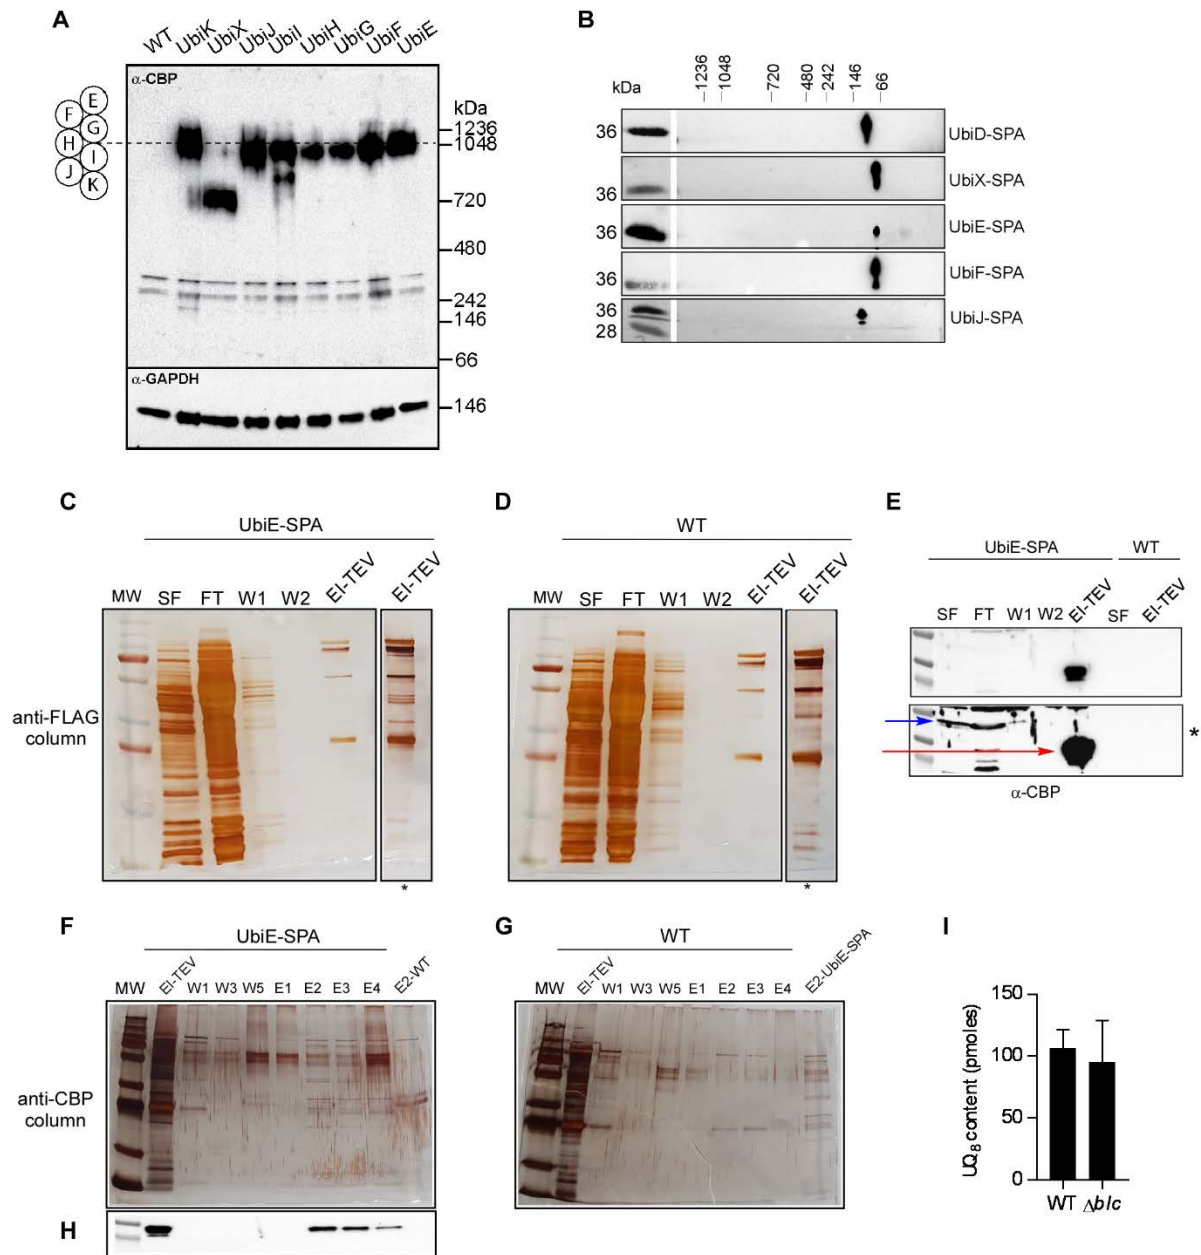 A
WT UbiK UbiX UbiJ UbiI UbiH UbiG UbiF UbiE
α-CBP
kDa
E
F
G
H
I
J
K
1236
1048
720
480
242
146
66
α-GAPDH
146
B
kDa
1236 1048 720 480 242 146 66
36 UbiD-SPA
36 UbiX-SPA
36 UbiE-SPA
36 UbiF-SPA
36 UbiJ-SPA
28
C
UbiE-SPA
MW SF FT W1 W2 El-TEV El-TEV
anti-FLAG
column
*
D
WT
MW SF FT W1 W2 El-TEV El-TEV
*
E
UbiE-SPA WT
SF FT W1 W2 El-TEV SF El-TEV
*
α-CBP
F
UbiE-SPA
MW El-TEV W1 W3 W5 E1 E2 E3 E4 E2-WT
anti-CBP
column
G
WT
MW El-TEV W1 W3 W5 E1 E2 E3 E4 E2-UbiE-SPA
H
I
UQ8 content (pmoles)
150
100
50
0
WT Δblc